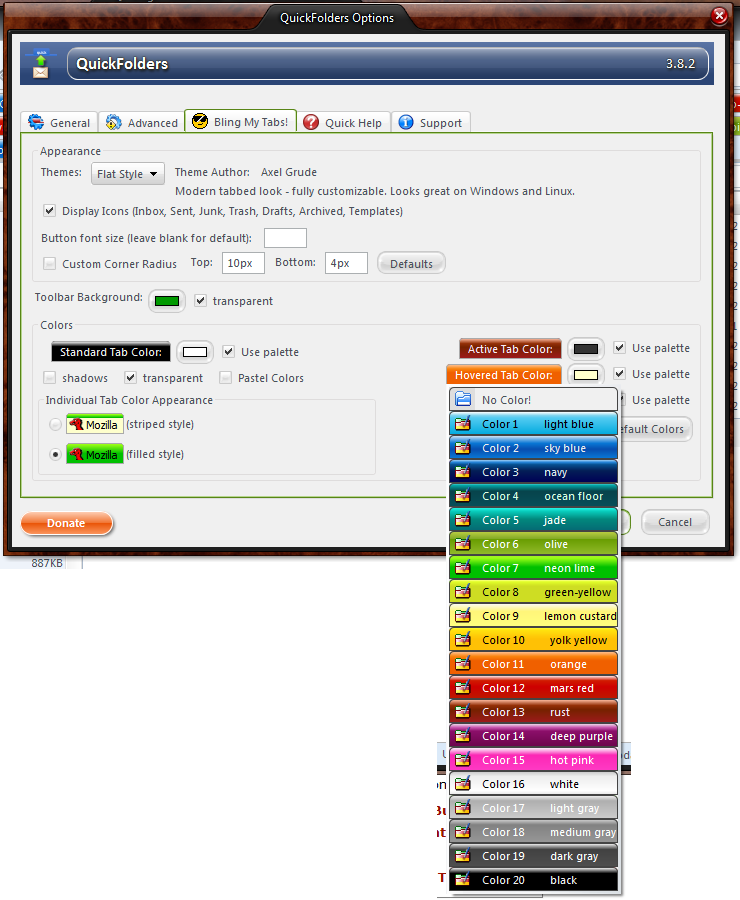 QuickFolders Options
QuickFolders 3.8.2
General Advanced Bling My Tabs! Quick Help Support
Appearance
Themes: Flat Style Theme Author: Axel Grude
Modern tabbed look - fully customizable. Looks great on Windows and Linux.
Display Icons (Inbox, Sent, Junk, Trash, Drafts, Archived, Templates)
Button font size (leave blank for default):
Custom Corner Radius Top: 10px Bottom: 4px Defaults
Toolbar Background: transparent
Colors
Standard Tab Color: Use palette Active Tab Color: Use palette
shadows transparent Pastel Colors Hovered Tab Color: Use palette
Individual Tab Color Appearance Use palette
Mozilla (striped style) efault Colors
Mozilla (filled style)
Donate Cancel
887KB
No Color!
Color 1 light blue
Color 2 sky blue
Color 3 navy
Color 4 ocean floor
Color 5 jade
Color 6 olive
Color 7 neon lime
Color 8 green-yellow
Color 9 lemon custard
Color 10 yolk yellow
Color 11 orange
Color 12 mars red
Color 13 rust
Color 14 deep purple
Color 15 hot pink
Color 16 white
Color 17 light gray
Color 18 medium gray
Color 19 dark gray
Color 20 black